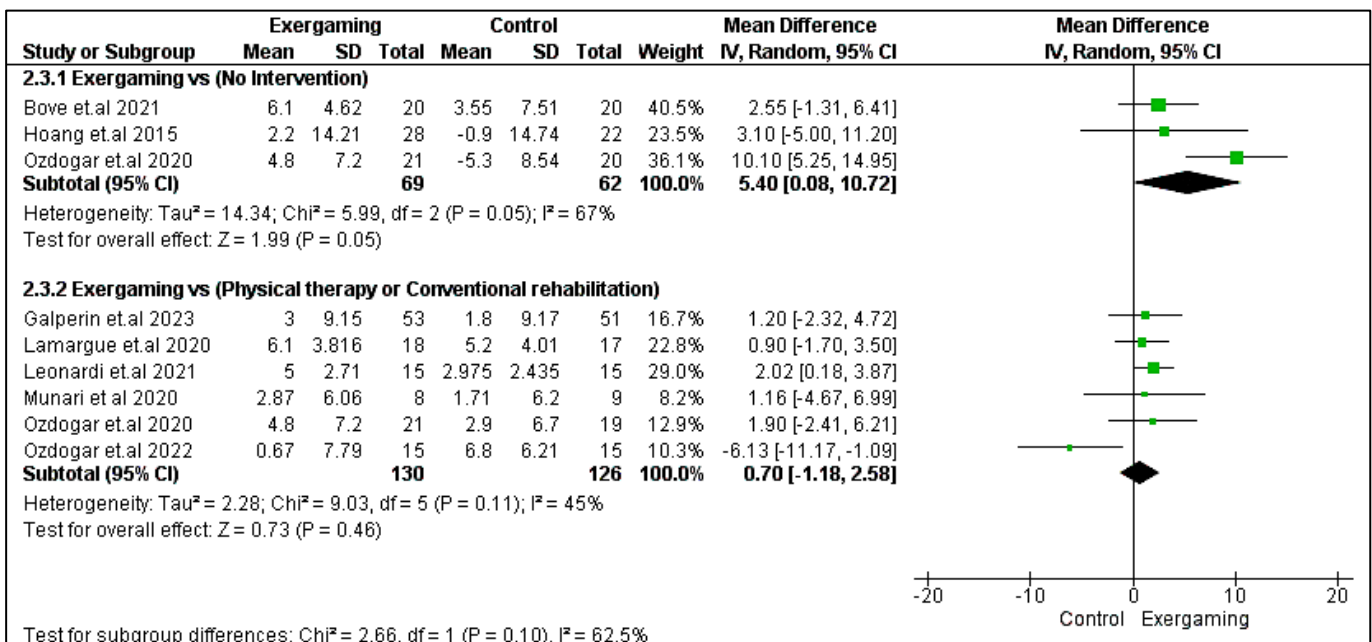 Exergaming Control Mean Difference Mean Difference
Study or Subgroup Mean SD Total Mean SD Total Weight IV, Random, 95% CI IV, Random, 95% CI
2.3.1 Exergaming vs (No Intervention)
Bove et.al 2021 6.1 4.62 20 3.55 7.51 20 40.5% 2.55 [-1.31, 6.41]
Hoang et.al 2015 2.2 14.21 28 -0.9 14.74 22 23.5% 3.10 [-5.00, 11.20]
Ozdogar et.al 2020 4.8 7.2 21 -5.3 8.54 20 36.1% 10.10 [5.25, 14.95]
Subtotal (95% CI) 69 62 100.0% 5.40 [0.08, 10.72]
Heterogeneity: Tau² = 14.34; Chi² = 5.99, df = 2 (P = 0.05); I² = 67%
Test for overall effect: Z = 1.99 (P = 0.05)
2.3.2 Exergaming vs (Physical therapy or Conventional rehabilitation)
Galperin et.al 2023 3 9.15 53 1.8 9.17 51 16.7% 1.20 [-2.32, 4.72]
Lamargue et.al 2020 6.1 3.816 18 5.2 4.01 17 22.8% 0.90 [-1.70, 3.50]
Leonardi et.al 2021 5 2.71 15 2.975 2.435 15 29.0% 2.02 [0.18, 3.87]
Munari et al 2020 2.87 6.06 8 1.71 6.2 9 8.2% 1.16 [-4.67, 6.99]
Ozdogar et.al 2020 4.8 7.2 21 2.9 6.7 19 12.9% 1.90 [-2.41, 6.21]
Ozdogar et.al 2022 0.67 7.79 15 6.8 6.21 15 10.3% -6.13 [-11.17, -1.09]
Subtotal (95% CI) 130 126 100.0% 0.70 [-1.18, 2.58]
Heterogeneity: Tau² = 2.28; Chi² = 9.03, df = 5 (P = 0.11); I² = 45%
Test for overall effect: Z = 0.73 (P = 0.46)
-20 -10 0 10 20
Control Exergaming
Test for subgroup differences: Chi² = 2.66, df = 1 (P = 0.10), I² = 62.5%